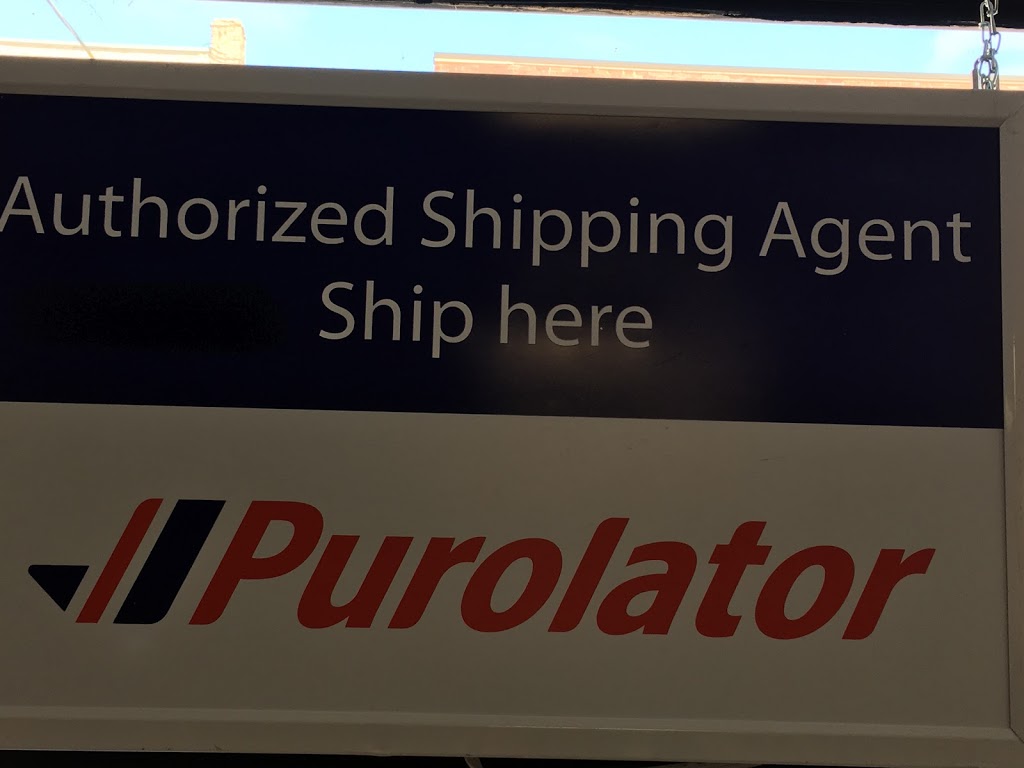 Authorized Shipping Agent
Ship here
Purolator